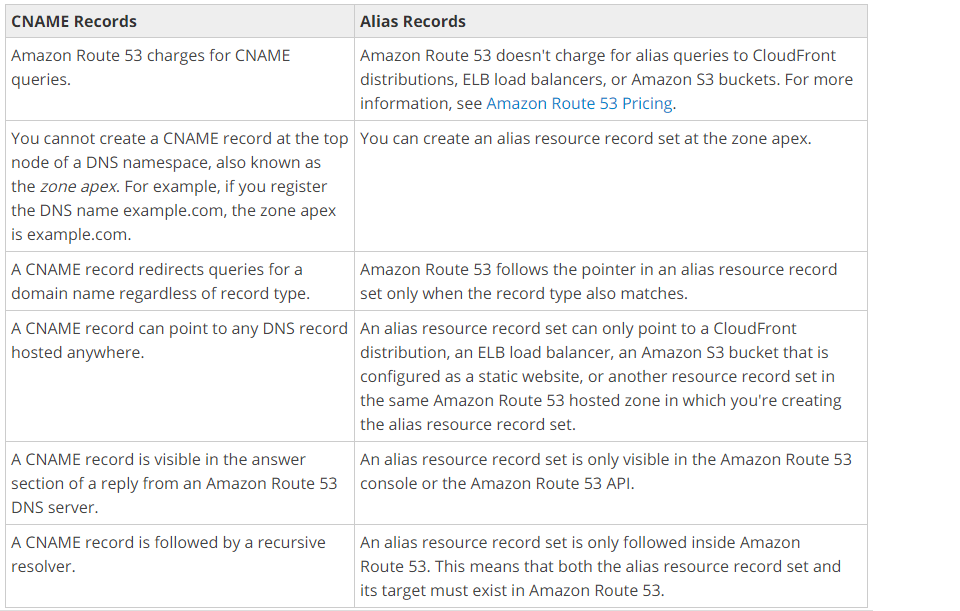 CNAME Records
Alias Records
Amazon Route 53 charges for CNAME
queries.
Amazon Route 53 doesn't charge for alias queries to CloudFront
distributions, ELB load balancers, or Amazon S3 buckets. For more
information, see Amazon Route 53 Pricing.
You cannot create a CNAME record at the top
node of a DNS namespace, also known as
the zone apex. For example, if you register
the DNS name example.com, the zone apex
is example.com.
You can create an alias resource record set at the zone apex.
A CNAME record redirects queries for a
domain name regardless of record type.
Amazon Route 53 follows the pointer in an alias resource record
set only when the record type also matches.
A CNAME record can point to any DNS record
hosted anywhere.
An alias resource record set can only point to a CloudFront
distribution, an ELB load balancer, an Amazon S3 bucket that is
configured as a static website, or another resource record set in
the same Amazon Route 53 hosted zone in which you're creating
the alias resource record set.
A CNAME record is visible in the answer
section of a reply from an Amazon Route 53
DNS server.
An alias resource record set is only visible in the Amazon Route 53
console or the Amazon Route 53 API.
A CNAME record is followed by a recursive
resolver.
An alias resource record set is only followed inside Amazon
Route 53. This means that both the alias resource record set and
its target must exist in Amazon Route 53.